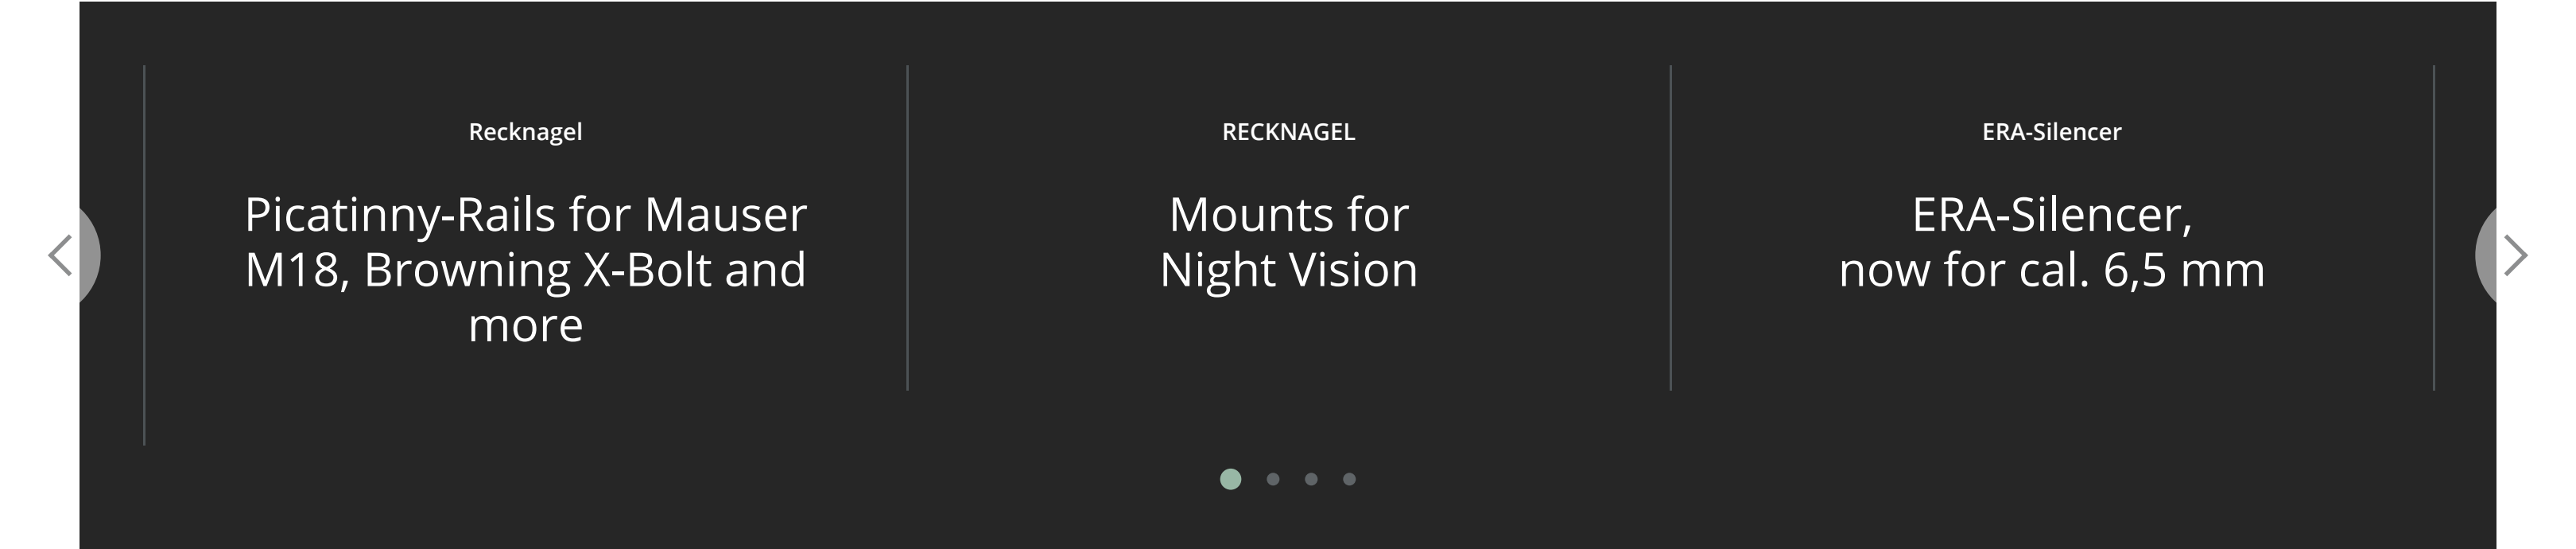 Recknagel
Picatinny-Rails for Mauser
M18, Browning X-Bolt and
more
RECKNAGEL
Mounts for
Night Vision
ERA-Silencer
ERA-Silencer,
now for cal. 6,5 mm